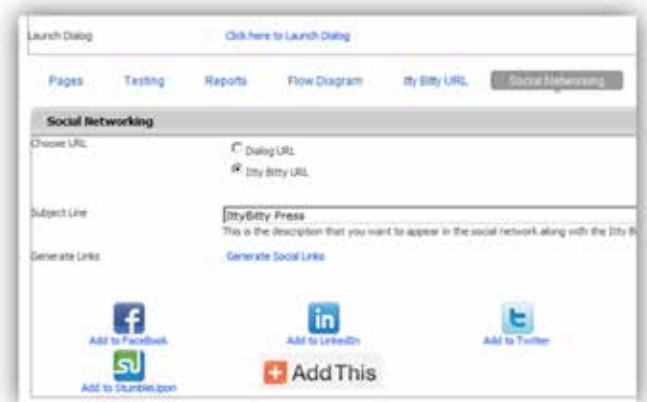 Launch Dialog Click here to Launch Dialog
Pages Testing Reports Flow Diagram Itty Bitty URL Social Networking
Social Networking
Choose URL Dialog URL
Itty Bitty URL
Subject Line IttyBitty Press
This is the description that you want to appear in the social network along with the Itty B
Generate Links Generate Social Links
Add to FaceBook Add to LinkedIn Add to Twitter
Add to StumbleUpon AddThis